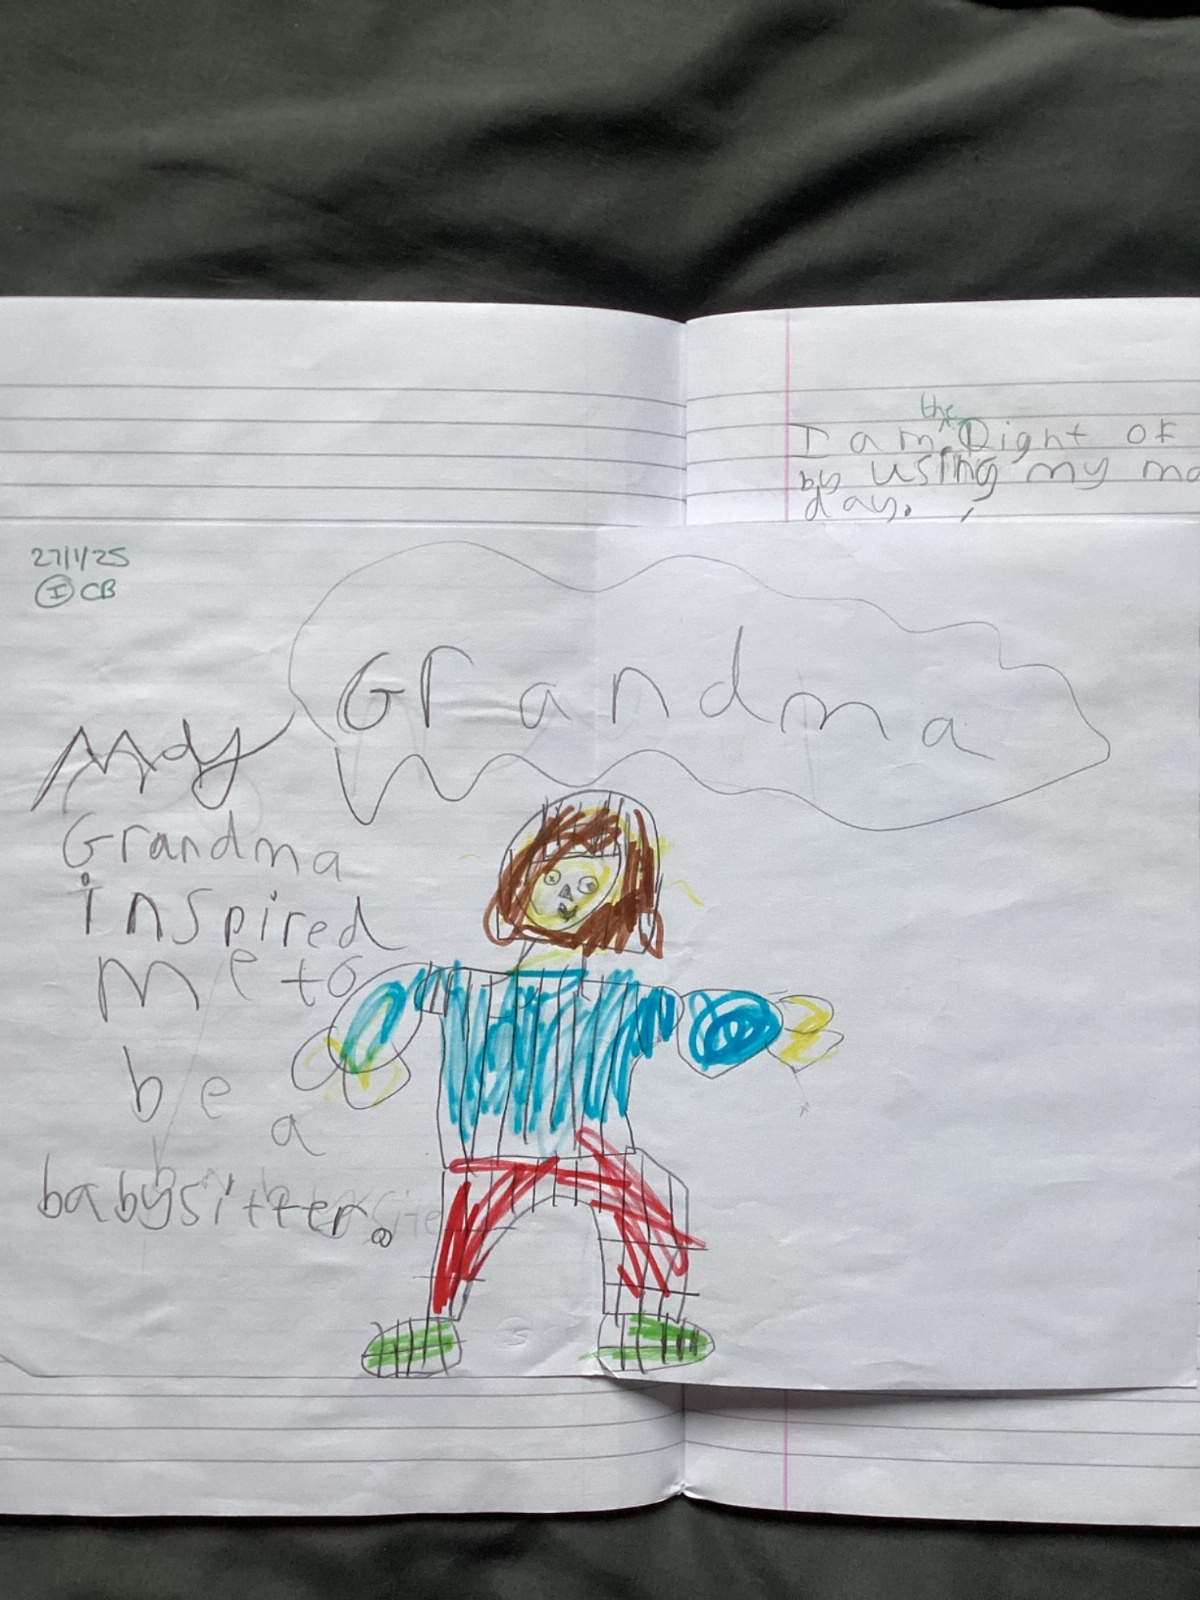 the
I am Dight of
by using my ma
day.
27/1/25
I CB
Grandma
My
Grandma
inspired
me to
be
a
babysitter.